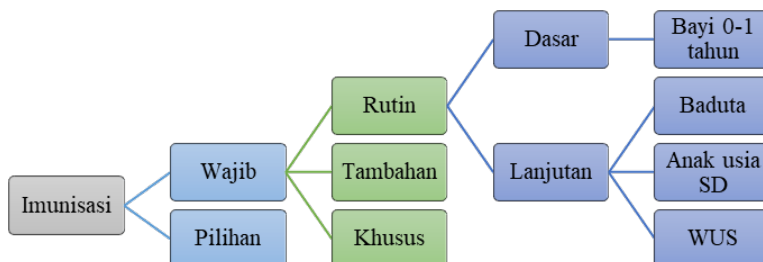 Imunisasi
Wajib
Pilihan
Rutin
Tambahan
Khusus
Dasar
Lanjutan
Bayi 0-1
tahun
Baduta
Anak usia
SD
WUS